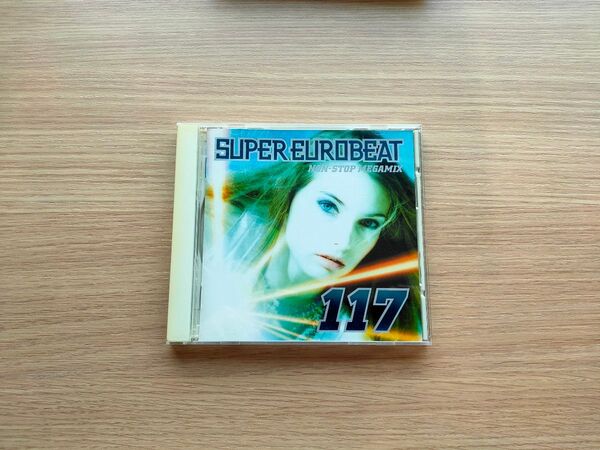 SUPER EUROBEAT
NON-STOP MEGAMIX
117